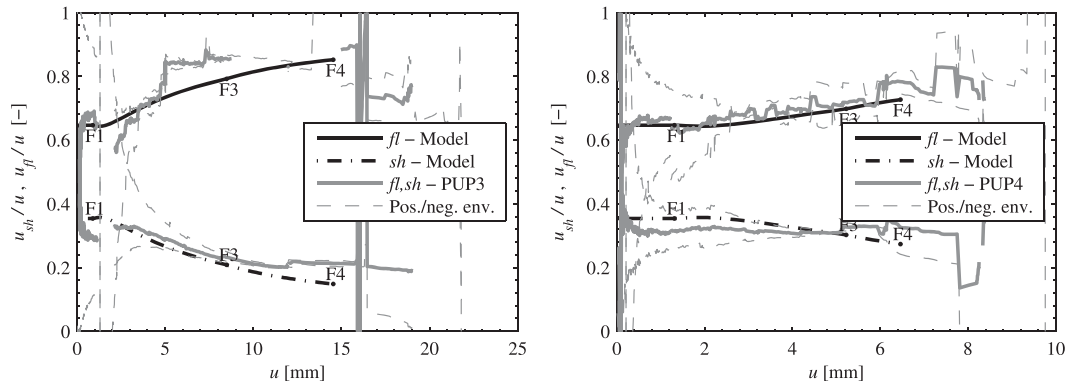 1
0.8
0.6
0.4
0.2
0
u_sh / u , u_fl / u [–]
F1
F3
F4
F1
F3
F4
fl – Model
sh – Model
fl,sh – PUP3
Pos./neg. env.
0 5 10 15 20 25
u [mm]
1
0.8
0.6
0.4
0.2
0
u_sh / u , u_fl / u [–]
F1
F3
F4
F1
F3
F4
fl – Model
sh – Model
fl,sh – PUP4
Pos./neg. env.
0 2 4 6 8 10
u [mm]